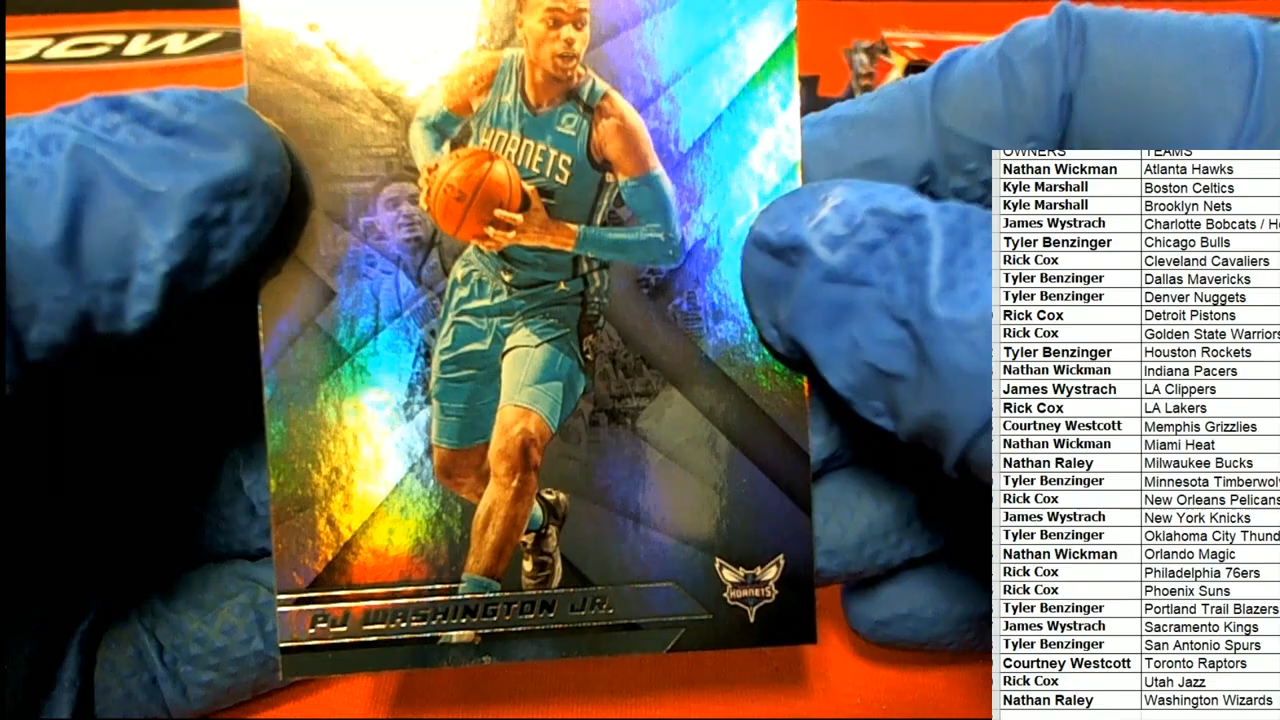 BCW
HORNETS
PJ WASHINGTON JR.
HORNETS
OWNERS TEAMS
Nathan Wickman Atlanta Hawks
Kyle Marshall Boston Celtics
Kyle Marshall Brooklyn Nets
James Wystrach Charlotte Bobcats / H
Tyler Benzinger Chicago Bulls
Rick Cox Cleveland Cavaliers
Tyler Benzinger Dallas Mavericks
Tyler Benzinger Denver Nuggets
Rick Cox Detroit Pistons
Rick Cox Golden State Warriors
Tyler Benzinger Houston Rockets
Nathan Wickman Indiana Pacers
James Wystrach LA Clippers
Rick Cox LA Lakers
Courtney Westcott Memphis Grizzlies
Nathan Wickman Miami Heat
Nathan Raley Milwaukee Bucks
Tyler Benzinger Minnesota Timberwol
Rick Cox New Orleans Pelicans
James Wystrach New York Knicks
Tyler Benzinger Oklahoma City Thund
Nathan Wickman Orlando Magic
Rick Cox Philadelphia 76ers
Rick Cox Phoenix Suns
Tyler Benzinger Portland Trail Blazers
James Wystrach Sacramento Kings
Tyler Benzinger San Antonio Spurs
Courtney Westcott Toronto Raptors
Rick Cox Utah Jazz
Nathan Raley Washington Wizards